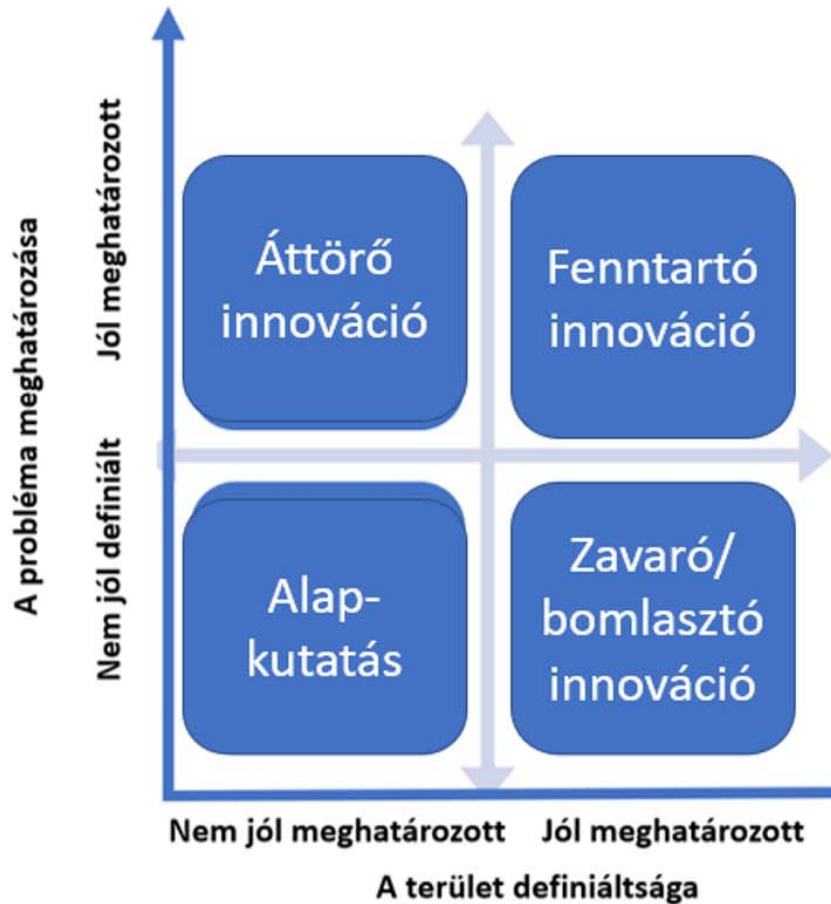 A probléma meghatározása
Jól meghatározott
Nem jól definiált
Áttörő
innováció
Fenntartó
innováció
Alap-
kutatás
Zavaró/
bomlasztó
innováció
Nem jól meghatározott
Jól meghatározott
A terület definiáltsága